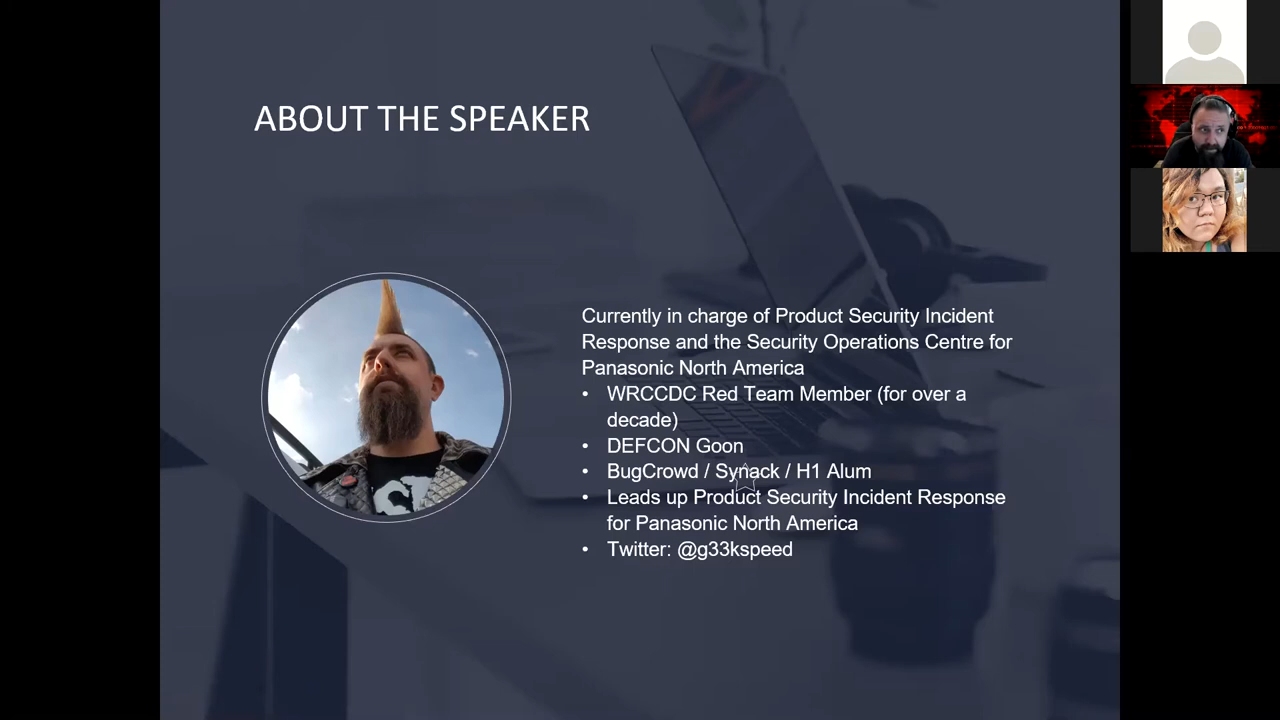 ABOUT THE SPEAKER
Currently in charge of Product Security Incident
Response and the Security Operations Centre for
Panasonic North America
• WRCCDC Red Team Member (for over a
decade)
• DEFCON Goon
• BugCrowd / Synack / H1 Alum
• Leads up Product Security Incident Response
for Panasonic North America
• Twitter: @g33kspeed